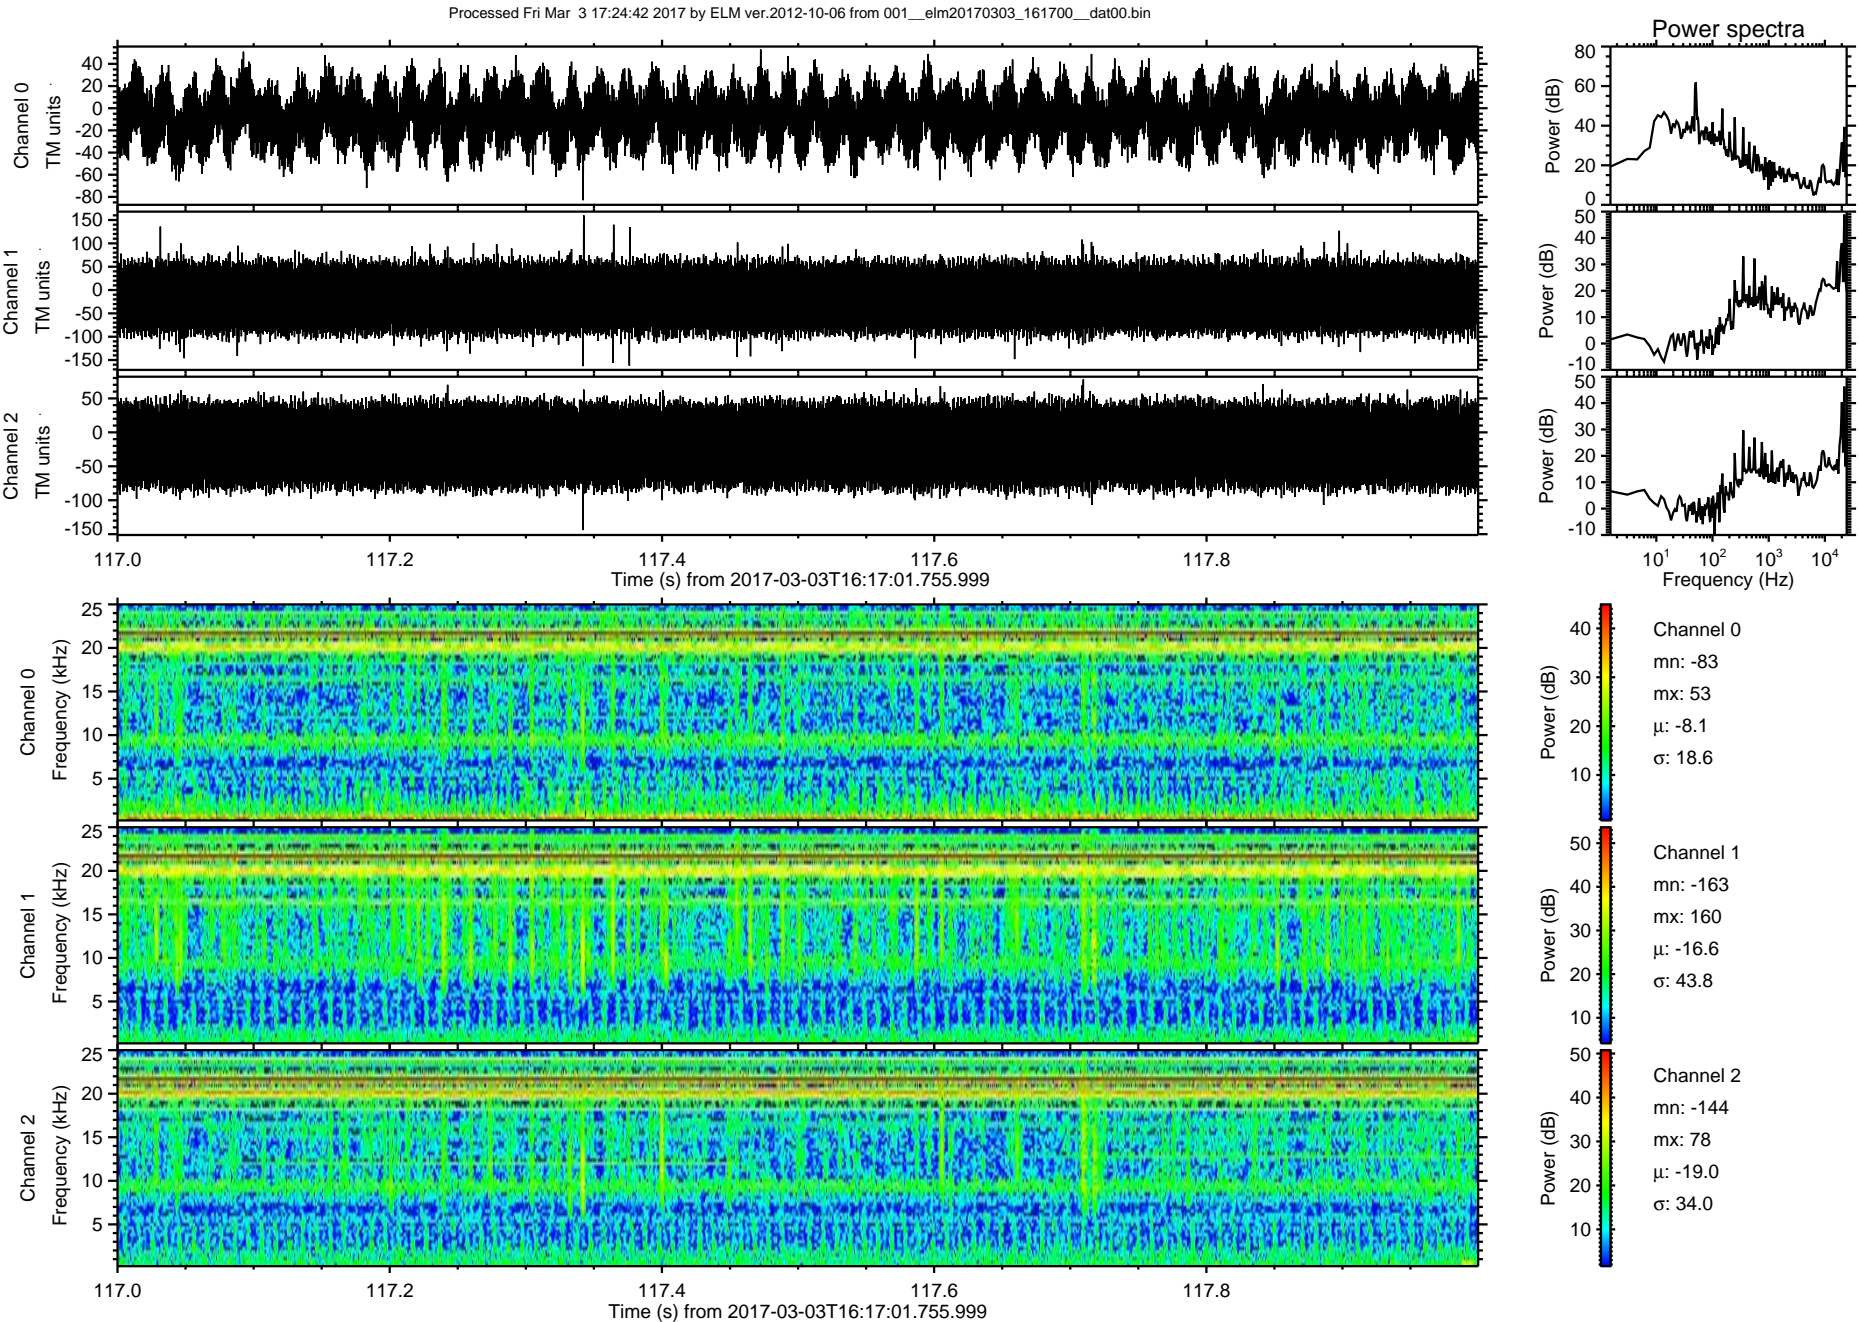 Processed Fri Mar  3 17:24:42 2017 by ELM ver.2012-10-06 from 001__elm20170303_161700__dat00.bin
Power spectra
Channel 0
TM units
40
20
0
-20
-40
-60
-80
Power (dB)
80
60
40
20
0
Channel 1
TM units
150
100
50
0
-50
-100
-150
Power (dB)
50
40
30
20
10
0
-10
Channel 2
TM units
50
0
-50
-100
-150
Power (dB)
50
40
30
20
10
0
-10
117.0 117.2 117.4 117.6 117.8
Time (s) from 2017-03-03T16:17:01.755.999
10^1 10^2 10^3 10^4
Frequency (Hz)
Channel 0
Frequency (kHz)
25
20
15
10
5
Power (dB)
40
30
20
10
Channel 0
mn: -83
mx: 53
μ: -8.1
σ: 18.6
Channel 1
Frequency (kHz)
25
20
15
10
5
Power (dB)
50
40
30
20
10
Channel 1
mn: -163
mx: 160
μ: -16.6
σ: 43.8
Channel 2
Frequency (kHz)
25
20
15
10
5
Power (dB)
50
40
30
20
10
Channel 2
mn: -144
mx: 78
μ: -19.0
σ: 34.0
117.0 117.2 117.4 117.6 117.8
Time (s) from 2017-03-03T16:17:01.755.999